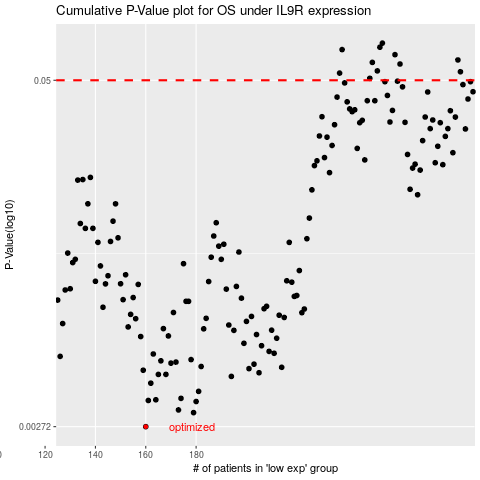 Cumulative P-Value plot for OS under IL9R expression
P-Value(log10)
0.05
0.00272
optimized
0 120 140 160 180
# of patients in 'low exp' group